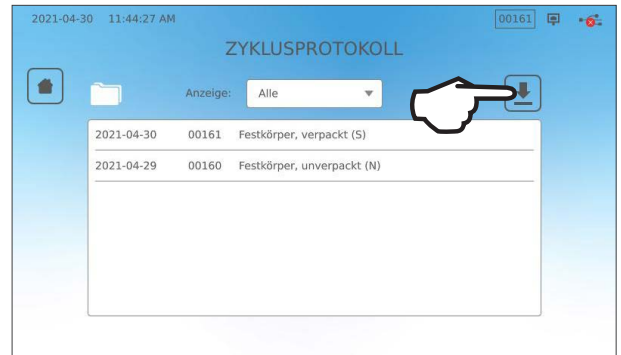 2021-04-30 11:44:27 AM 00161
ZYKLUSPROTOKOLL
Anzeige: Alle
2021-04-30 00161 Festkörper, verpackt (S)
2021-04-29 00160 Festkörper, unverpackt (N)